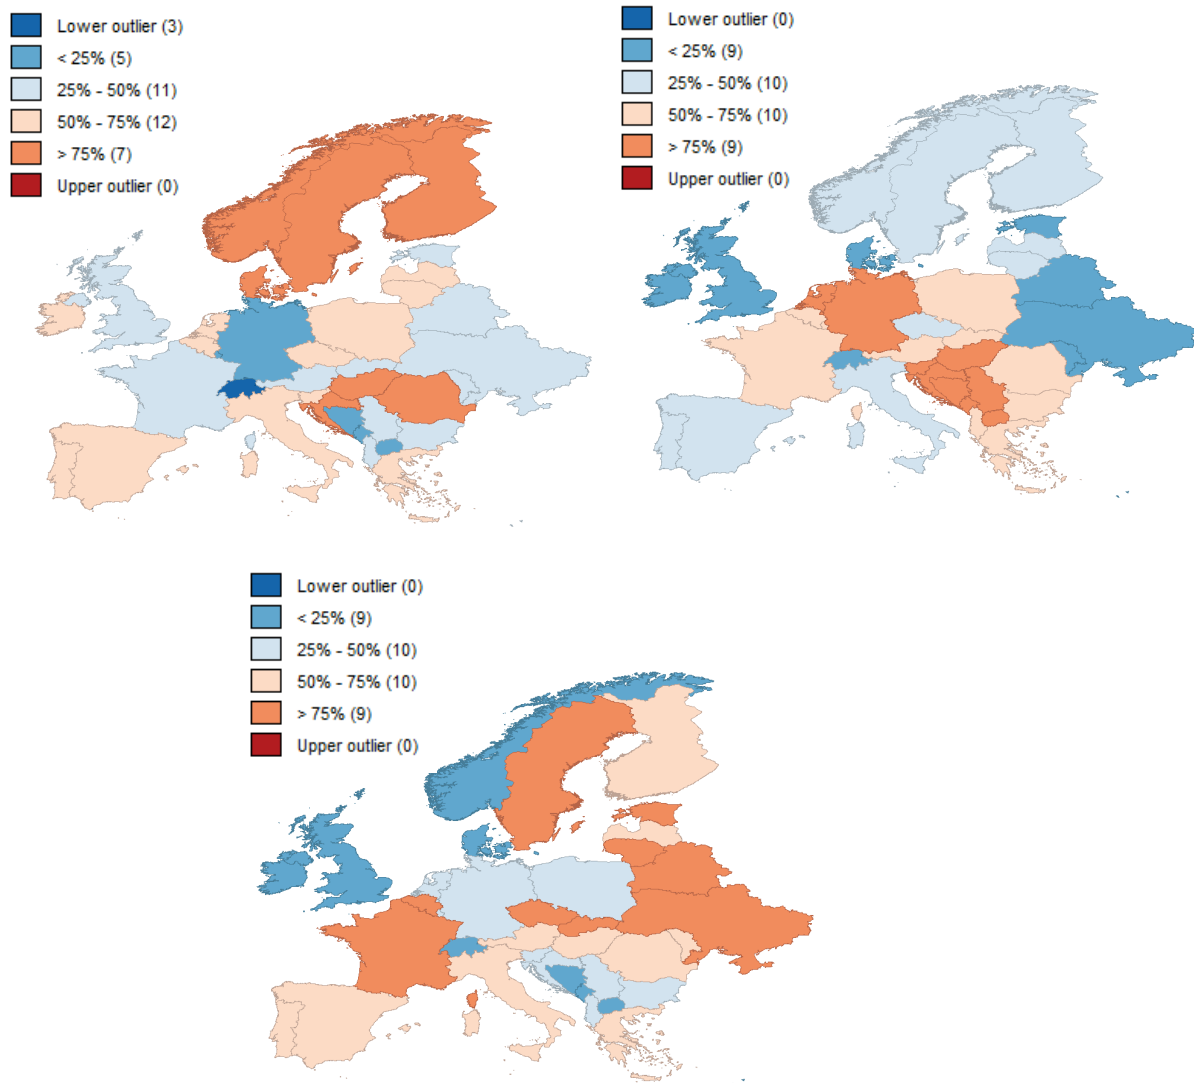 Lower outlier (3)
< 25% (5)
25% - 50% (11)
50% - 75% (12)
> 75% (7)
Upper outlier (0)
Lower outlier (0)
< 25% (9)
25% - 50% (10)
50% - 75% (10)
> 75% (9)
Upper outlier (0)
Lower outlier (0)
< 25% (9)
25% - 50% (10)
50% - 75% (10)
> 75% (9)
Upper outlier (0)